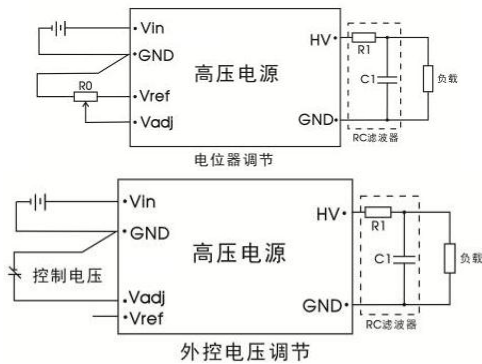 Vin
GND
高压电源
HV
R1
C1
负载
R0
Vref
Vadj
GND
RC滤波器
电位器调节
Vin
GND
高压电源
HV
R1
C1
负载
控制电压
Vadj
Vref
GND
RC滤波器
外控电压调节